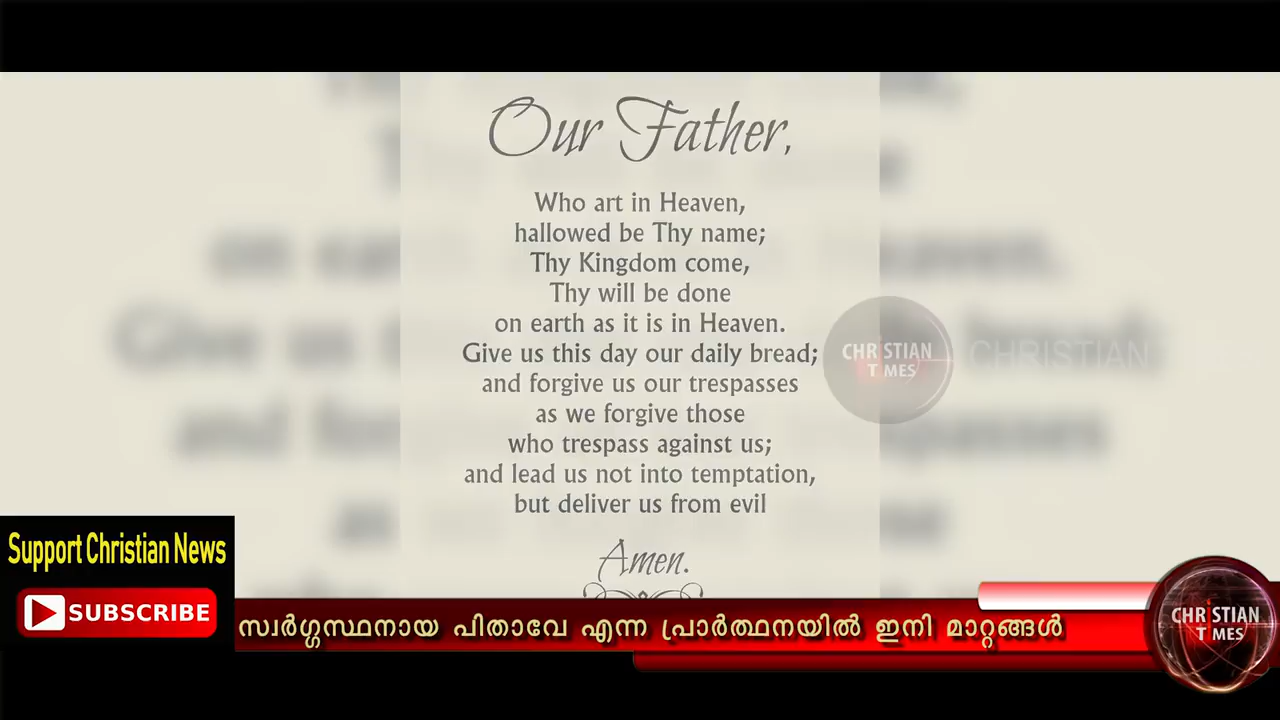 Our Father,
Who art in Heaven,
hallowed be Thy name;
Thy Kingdom come,
Thy will be done
on earth as it is in Heaven.
Give us this day our daily bread;
and forgive us our trespasses
as we forgive those
who trespass against us;
and lead us not into temptation,
but deliver us from evil
Amen.
CHRISTIAN
TIMES
CHRISTIAN
Support Christian News
SUBSCRIBE
സ്വർഗ്ഗസ്ഥനായ പിതാവേ എന്ന പ്രാർത്ഥനയിൽ ഇനി മാറ്റങ്ങൾ
CHRISTIAN
TIMES